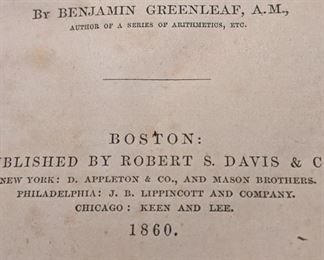 By BENJAMIN GREENLEAF, A.M.,
AUTHOR OF A SERIES OF ARITHMETICS, ETC.
BOSTON:
UBLISHED BY ROBERT S. DAVIS & C
NEW YORK: D. APPLETON & CO., AND MASON BROTHERS.
PHILADELPHIA: J. B. LIPPINCOTT AND COMPANY.
CHICAGO: KEEN AND LEE.
1860.